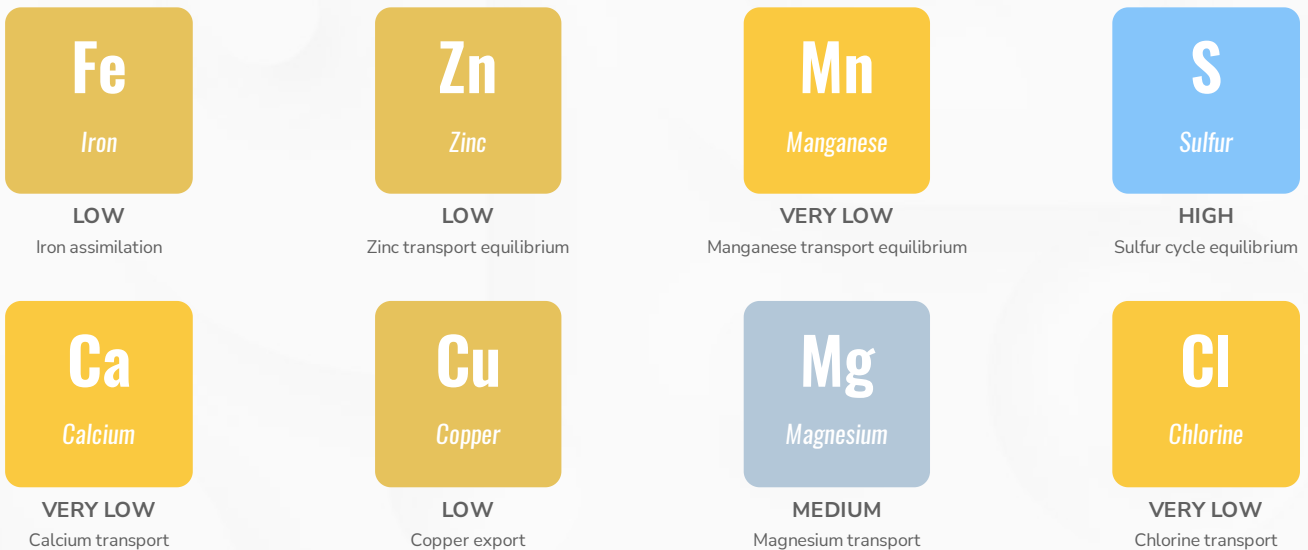 Fe
Iron
LOW
Iron assimilation
Zn
Zinc
LOW
Zinc transport equilibrium
Mn
Manganese
VERY LOW
Manganese transport equilibrium
S
Sulfur
HIGH
Sulfur cycle equilibrium
Ca
Calcium
VERY LOW
Calcium transport
Cu
Copper
LOW
Copper export
Mg
Magnesium
MEDIUM
Magnesium transport
Cl
Chlorine
VERY LOW
Chlorine transport